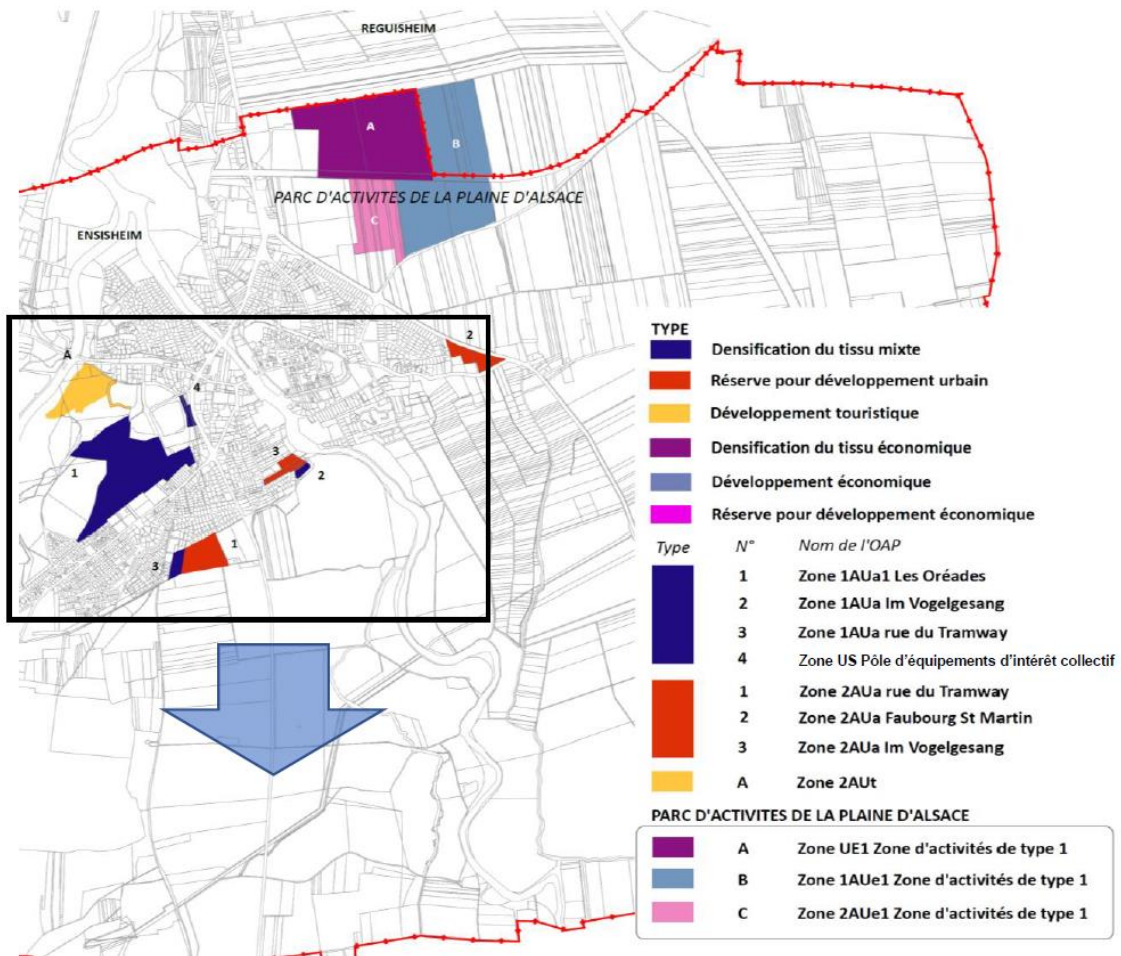 REGUISHEIM
A
B
PARC D'ACTIVITES DE LA PLAINE D'ALSACE
C
ENSISHEIM
2
A
4
1
3
2
1
3
TYPE
Densification du tissu mixte
Réserve pour développement urbain
Développement touristique
Densification du tissu économique
Développement économique
Réserve pour développement économique
Type N° Nom de l'OAP
1 Zone 1AUa1 Les Oréades
2 Zone 1AUa Im Vogelgesang
3 Zone 1AUa rue du Tramway
4 Zone US Pôle d'équipements d'intérêt collectif
1 Zone 2AUa rue du Tramway
2 Zone 2AUa Faubourg St Martin
3 Zone 2AUa Im Vogelgesang
A Zone 2AUt
PARC D'ACTIVITES DE LA PLAINE D'ALSACE
A Zone UE1 Zone d'activités de type 1
B Zone 1AUe1 Zone d'activités de type 1
C Zone 2AUe1 Zone d'activités de type 1